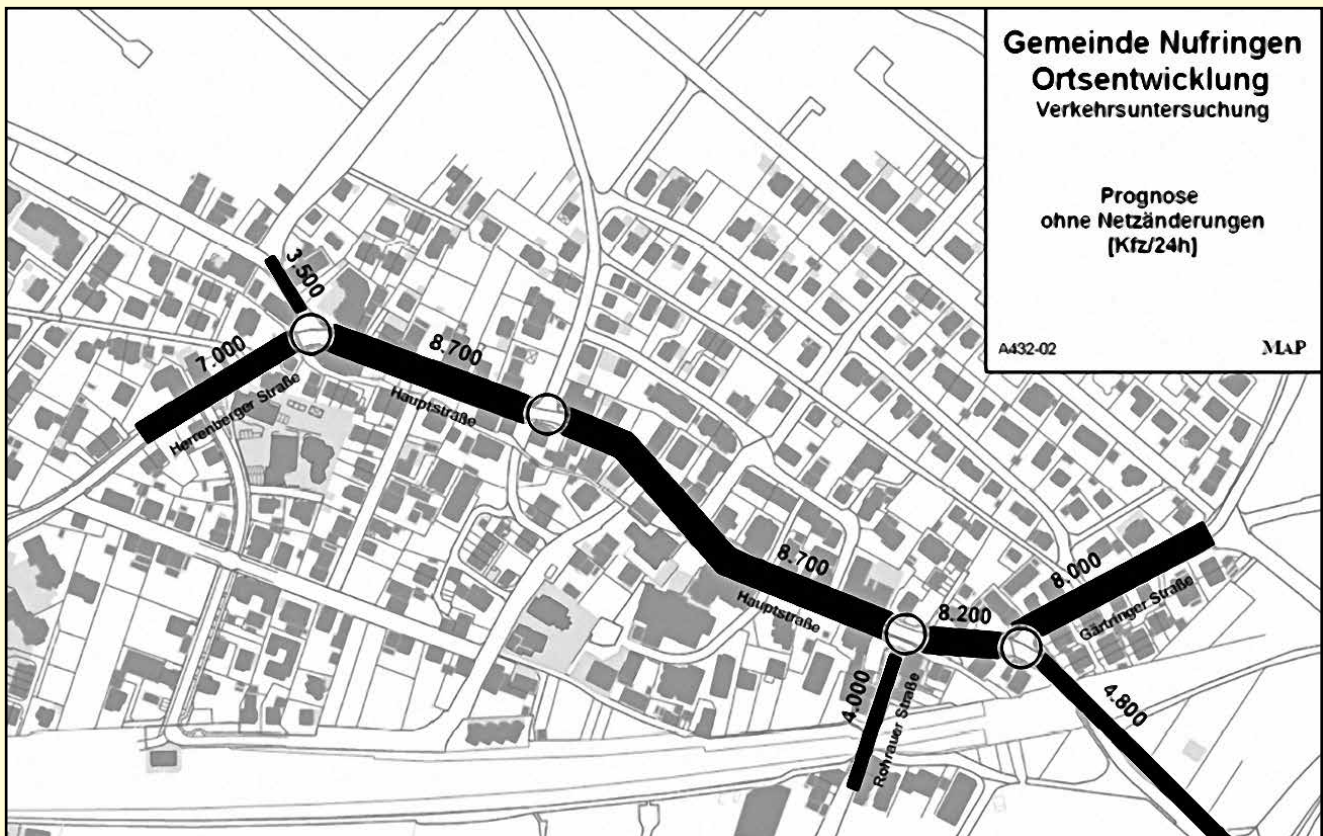 Gemeinde Nufringen
Ortsentwicklung
Verkehrsuntersuchung
Prognose
ohne Netzänderungen
[Kfz/24h]
A432-02
MAP
3.500
7.000
Herrenberger Straße
8.700
Hauptstraße
8.700
Hauptstraße
8.200
8.000
Gärtringer Straße
4.000
Rohrauer Straße
4.800